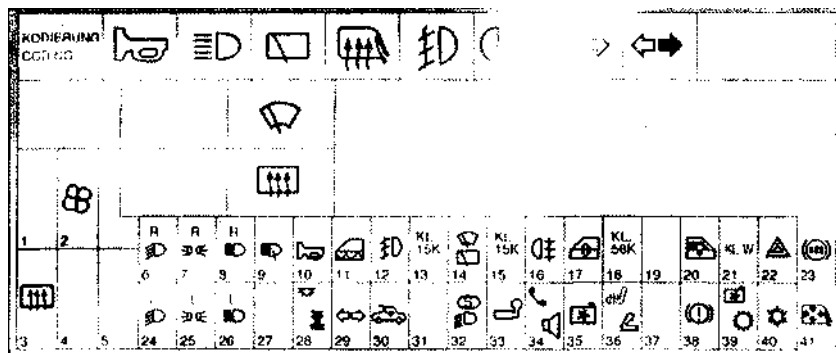 KODIERUNG
CODING
1 2
R R R KL. KL. KL.
15K 15K 58K KL.W
6 7 8 9 10 11 12 13 14 15 16 17 18 19 20 21 22 23
L L L
3 4 5 24 25 26 27 28 29 30 31 32 33 34 35 36 37 38 39 40 41